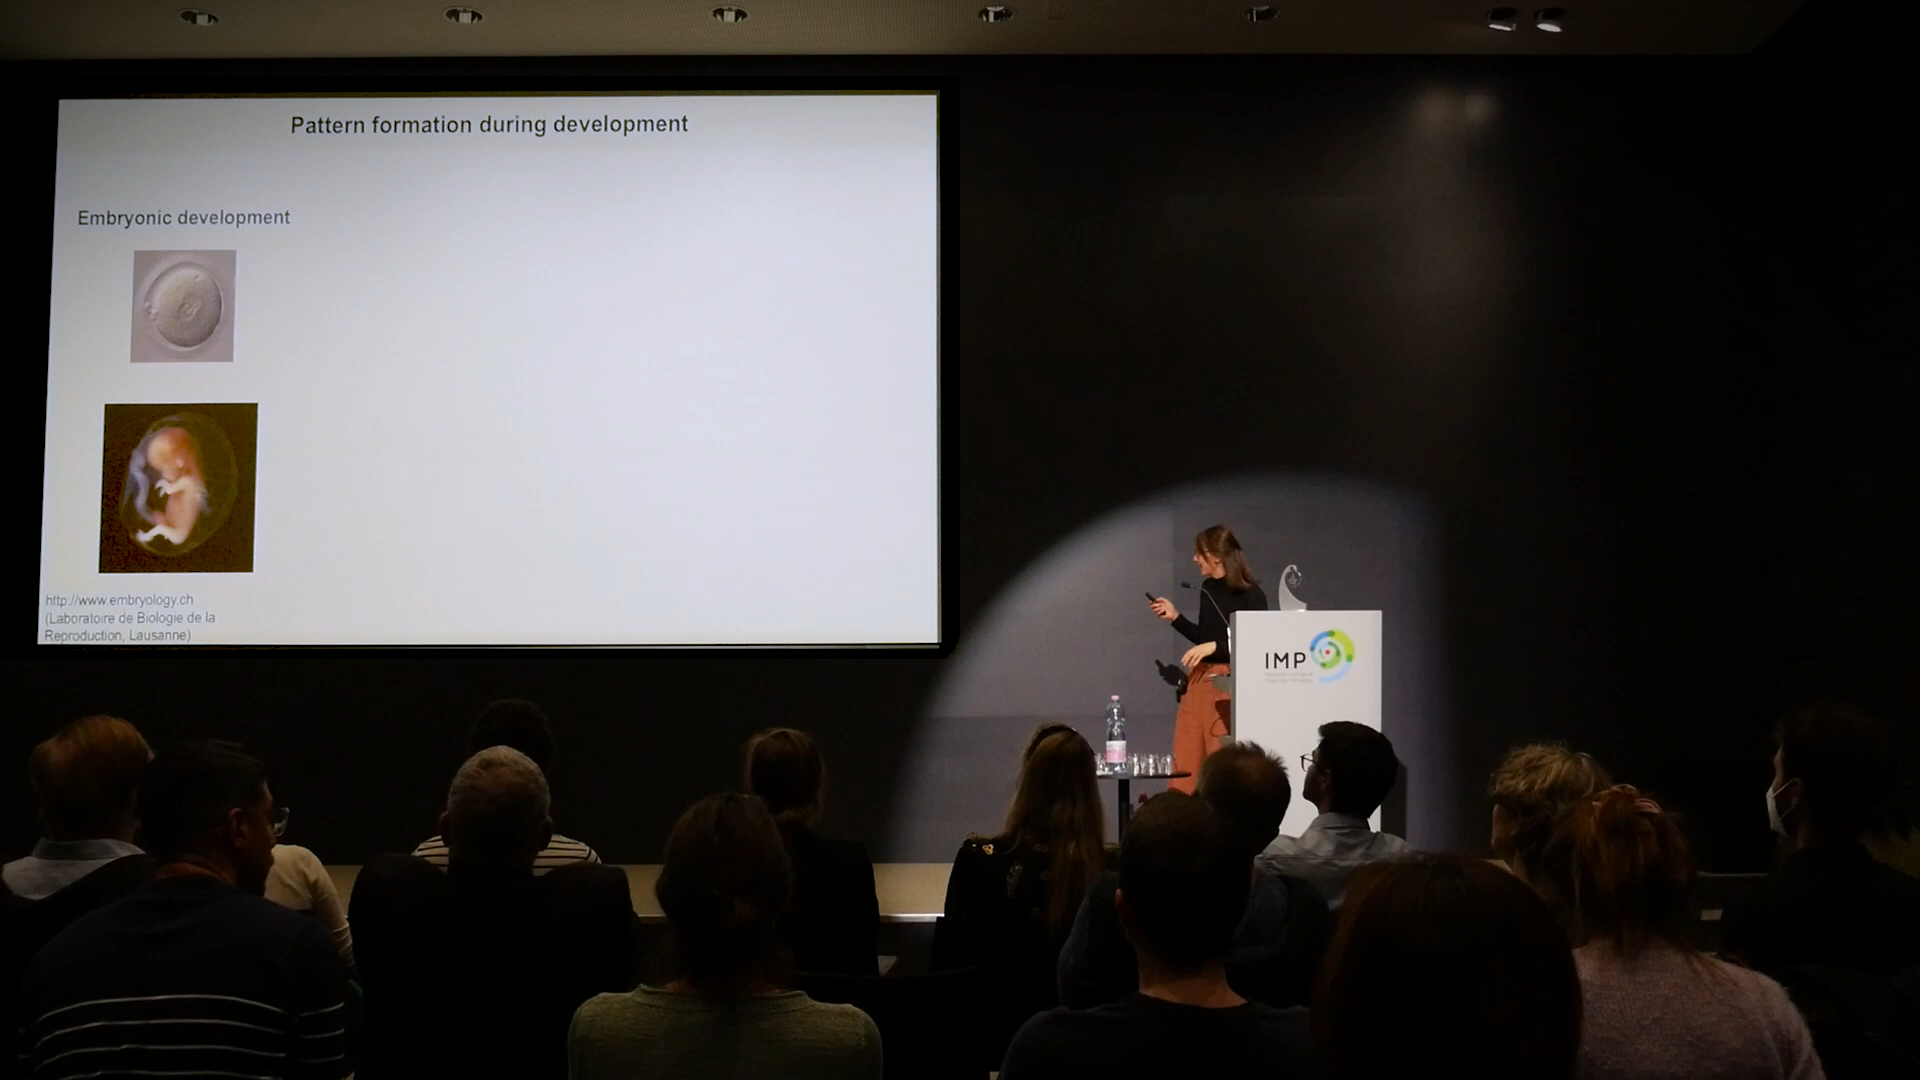 Pattern formation during development
Embryonic development
http://www.embryology.ch
(Laboratoire de Biologie de la
Reproduction, Lausanne)
IMP